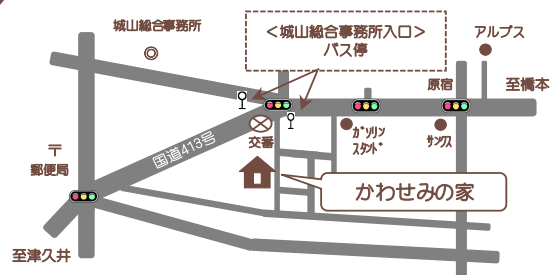 城山総合事務所
＜城山総合事務所入口＞
バス停
アルプス
原宿
至橋本
ガソリン
スタンド
サンクス
交番
国道413号
〒
郵便局
かわせみの家
至津久井